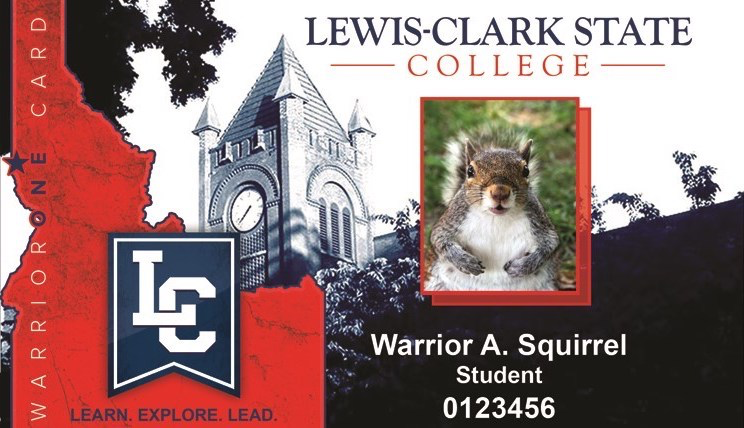 LEWIS-CLARK STATE
COLLEGE
WARRIORONE CARD
LC
LEARN. EXPLORE. LEAD.
Warrior A. Squirrel
Student
0123456